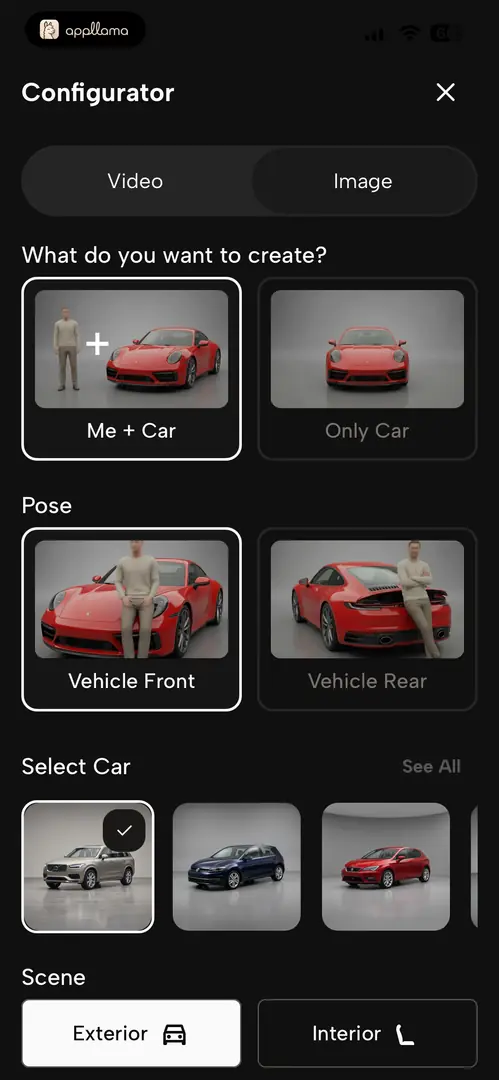 appllama
Configurator
Video
Image
What do you want to create?
Me + Car
Only Car
Pose
Vehicle Front
Vehicle Rear
Select Car
See All
Scene
Exterior
Interior